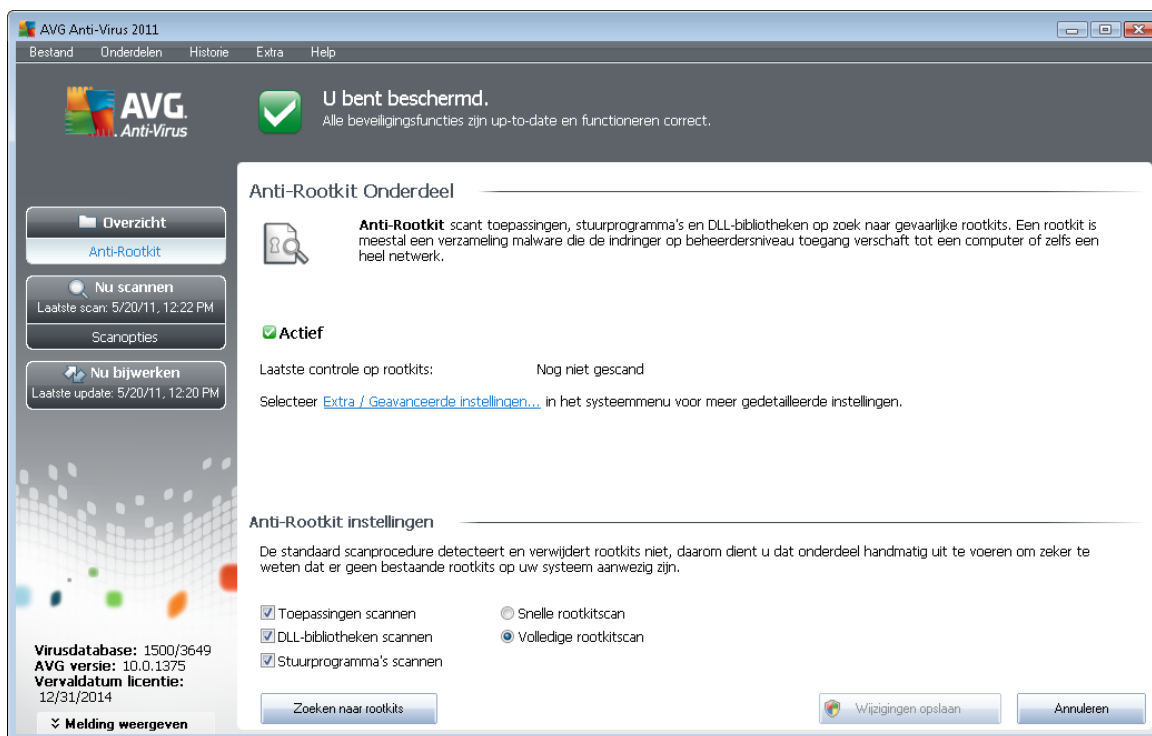 AVG Anti-Virus 2011
Bestand Onderdelen Historie Extra Help
AVG.
Anti-Virus
U bent beschermd.
Alle beveiligingsfuncties zijn up-to-date en functioneren correct.
Overzicht
Anti-Rootkit
Nu scannen
Laatste scan: 5/20/11, 12:22 PM
Scanopties
Nu bijwerken
Laatste update: 5/20/11, 12:20 PM
Virusdatabase: 1500/3649
AVG versie: 10.0.1375
Vervaldatum licentie:
12/31/2014
Melding weergeven
Anti-Rootkit Onderdeel
Anti-Rootkit scant toepassingen, stuurprogramma's en DLL-bibliotheken op zoek naar gevaarlijke rootkits. Een rootkit is
meestal een verzameling malware die de indringer op beheerdersniveau toegang verschaft tot een computer of zelfs een
heel netwerk.
Actief
Laatste controle op rootkits: Nog niet gescand
Selecteer Extra / Geavanceerde instellingen... in het systeemmenu voor meer gedetailleerde instellingen.
Anti-Rootkit instellingen
De standaard scanprocedure detecteert en verwijdert rootkits niet, daarom dient u dat onderdeel handmatig uit te voeren om zeker te
weten dat er geen bestaande rootkits op uw systeem aanwezig zijn.
Toepassingen scannen Snelle rootkitscan
DLL-bibliotheken scannen Volledige rootkitscan
Stuurprogramma's scannen
Zoeken naar rootkits Wijzigingen opslaan Annuleren